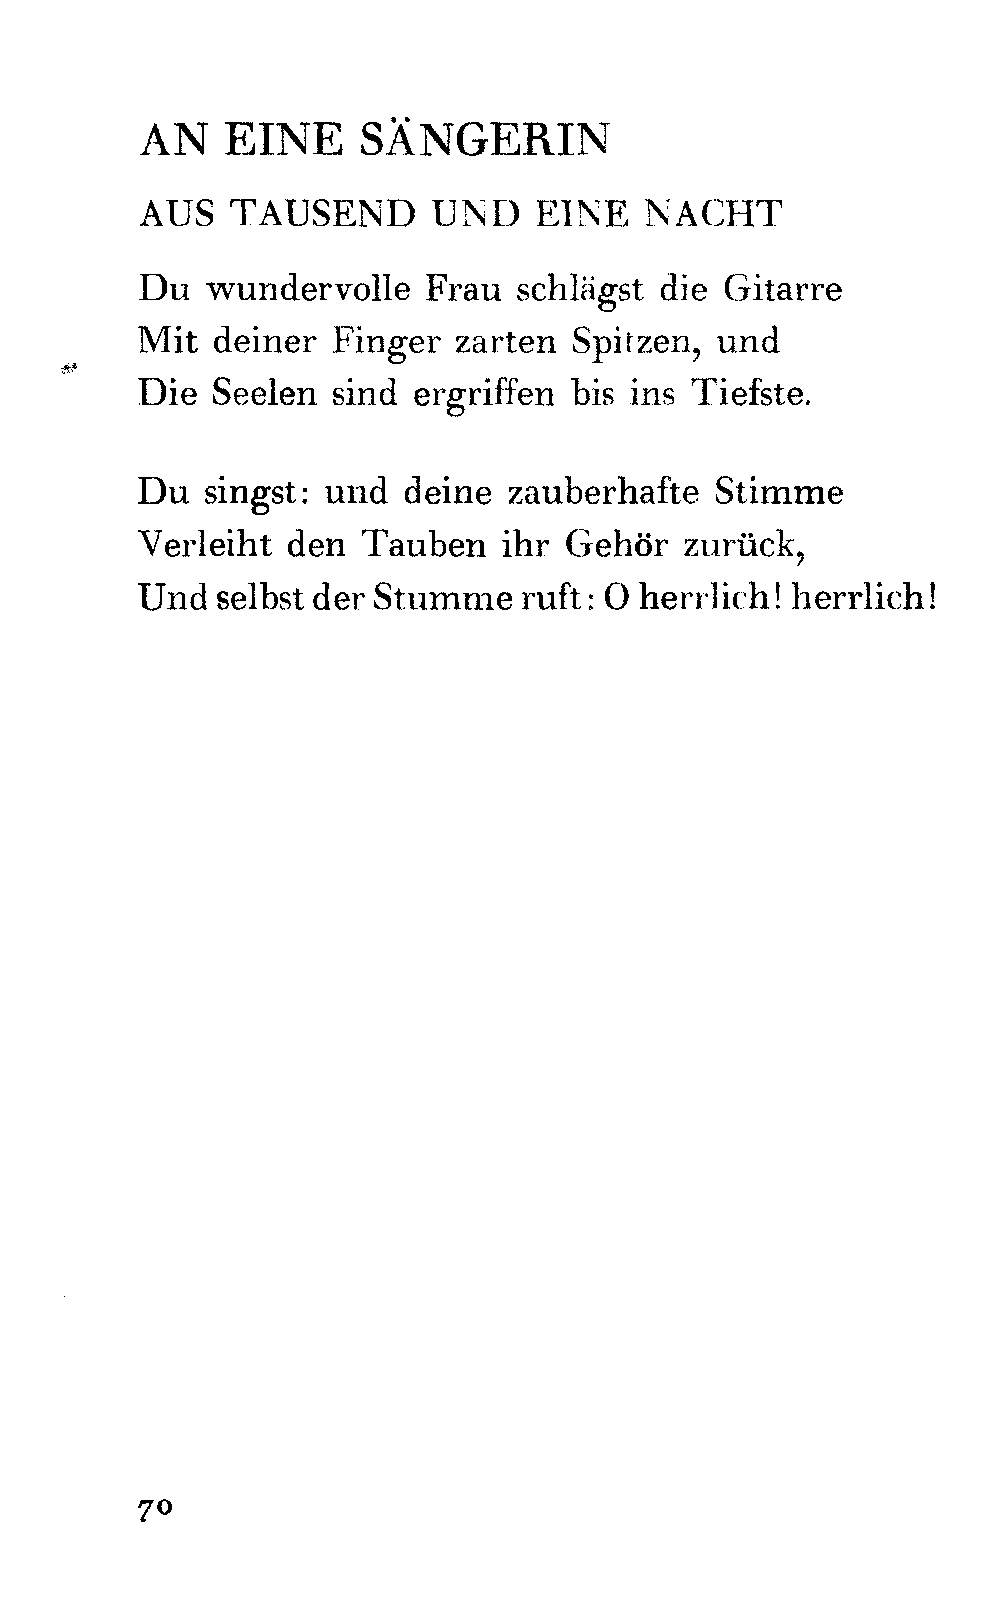 AN EINE SÄNGERIN
AUS TAUSEND UND EINE NACHT
Du wundervolle Frau schlägst die Gitarre
Mit deiner Finger zarten Spitzen, und
Die Seelen sind ergriffen bis ins Tiefste.
Du singst: und deine zauberhafte Stimme
Verleiht den Tauben ihr Gehör zurück,
Und selbst der Stumme ruft: O herrlich! herrlich!
70